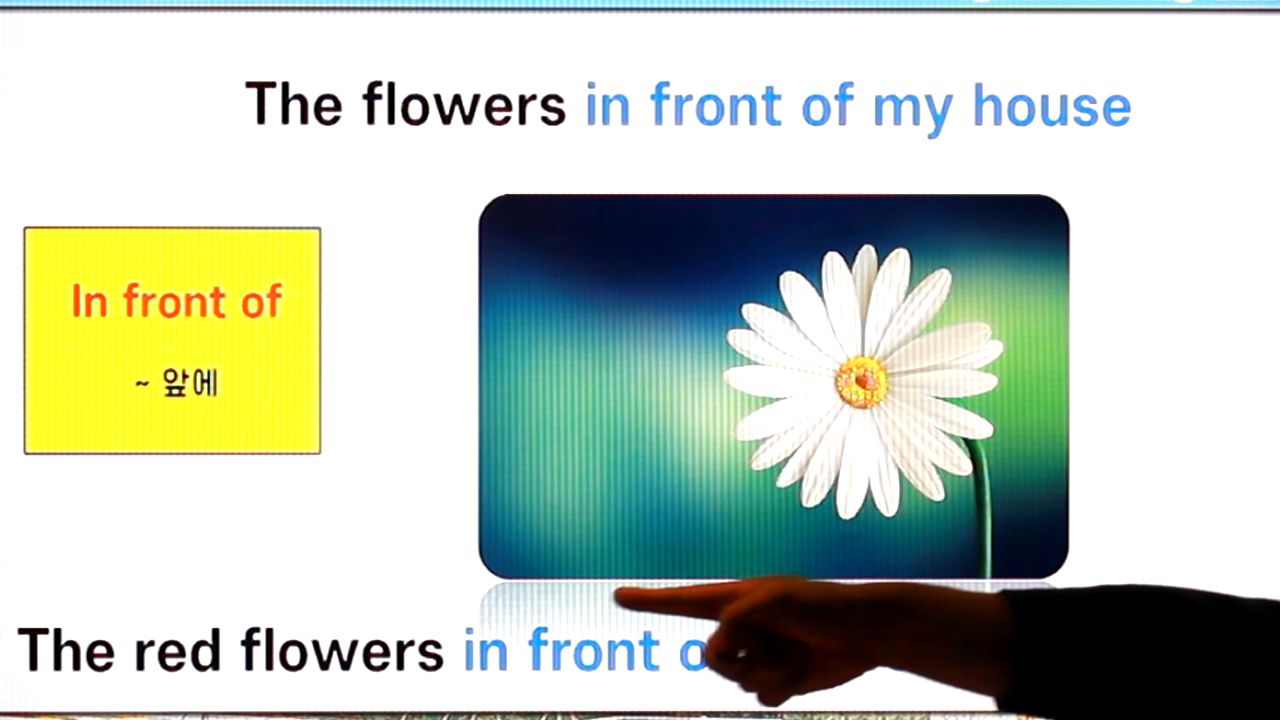 The flowers in front of my house
In front of
~ 앞에
The red flowers in front